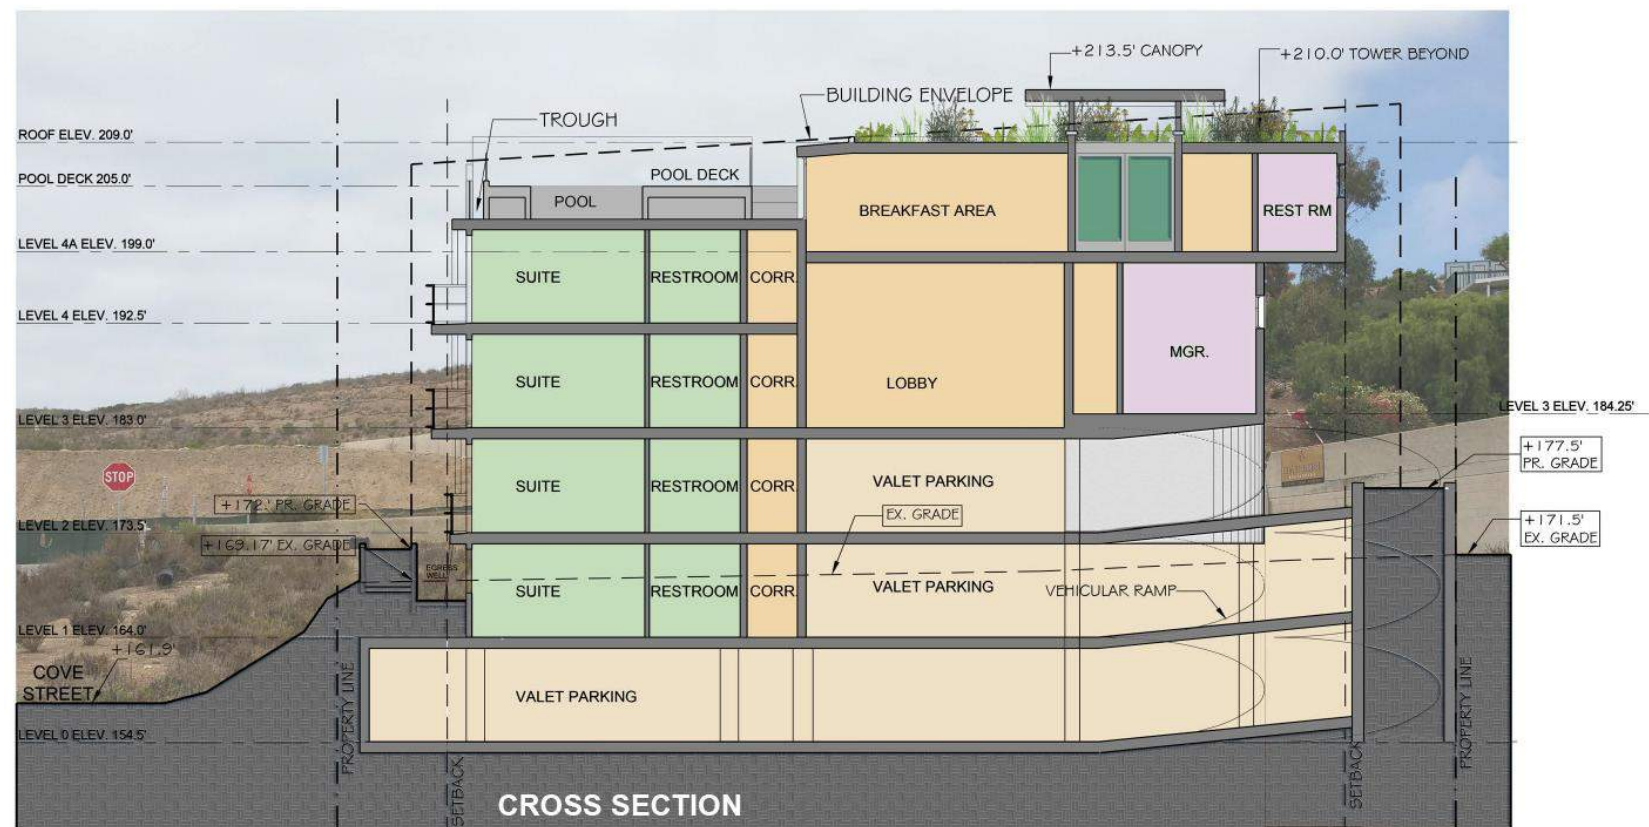 +213.5' CANOPY
+210.0' TOWER BEYOND
BUILDING ENVELOPE
TROUGH
ROOF ELEV. 209.0'
POOL DECK
POOL DECK 205.0'
POOL
BREAKFAST AREA
REST RM
LEVEL 4A ELEV. 199.0'
SUITE
RESTROOM
CORR.
LEVEL 4 ELEV. 192.5'
MGR.
SUITE
RESTROOM
CORR.
LOBBY
LEVEL 3 ELEV. 183.0'
LEVEL 3 ELEV. 184.25'
+177.5'
PR. GRADE
STOP
SUITE
RESTROOM
CORR.
VALET PARKING
+172.' PR. GRADE
EX. GRADE
LEVEL 2 ELEV. 173.5'
+171.5'
EX. GRADE
+169.17' EX. GRADE
EGRESS
WELL
SUITE
RESTROOM
CORR.
VALET PARKING
VEHICULAR RAMP
LEVEL 1 ELEV. 164.0'
+161.9'
COVE
STREET
VALET PARKING
LEVEL 0 ELEV. 154.5'
PROPERTY LINE
SETBACK
SETBACK
PROPERTY LINE
CROSS SECTION